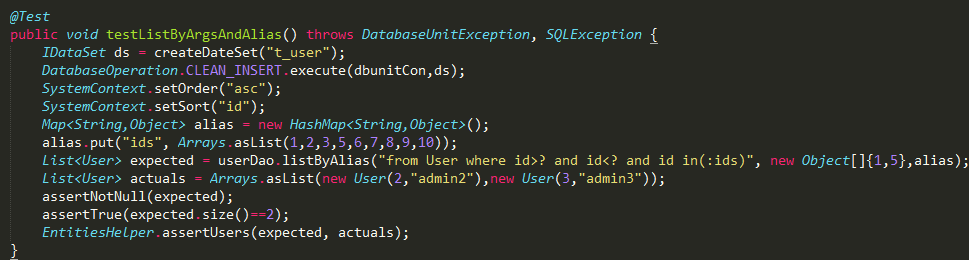 @Test
public void testListByArgsAndAlias() throws DatabaseUnitException, SQLException {
    IDataSet ds = createDateSet("t_user");
    DatabaseOperation.CLEAN_INSERT.execute(dbunitCon,ds);
    SystemContext.setOrder("asc");
    SystemContext.setSort("id");
    Map<String,Object> alias = new HashMap<String,Object>();
    alias.put("ids", Arrays.asList(1,2,3,5,6,7,8,9,10));
    List<User> expected = userDao.listByAlias("from User where id>? and id<? and id in(:ids)", new Object[]{1,5},alias);
    List<User> actuals = Arrays.asList(new User(2,"admin2"),new User(3,"admin3"));
    assertNotNull(expected);
    assertTrue(expected.size()==2);
    EntitiesHelper.assertUsers(expected, actuals);
}